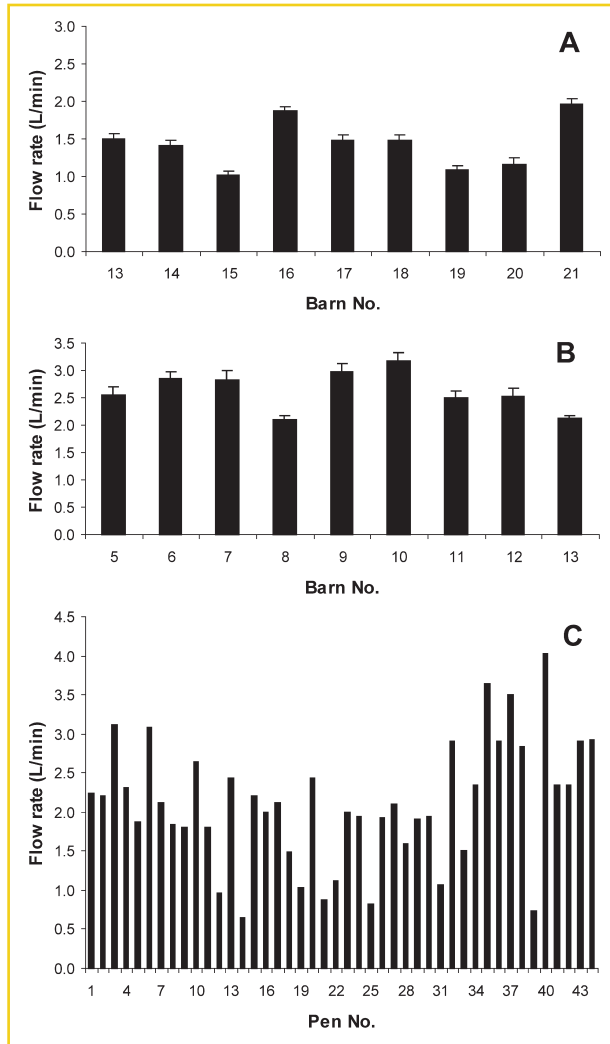 A
Flow rate (L/min)
3.0
2.5
2.0
1.5
1.0
0.5
0.0
13 14 15 16 17 18 19 20 21
Barn No.
B
Flow rate (L/min)
3.5
3.0
2.5
2.0
1.5
1.0
0.5
0.0
5 6 7 8 9 10 11 12 13
Barn No.
C
Flow rate (L/min)
4.5
4.0
3.5
3.0
2.5
2.0
1.5
1.0
0.5
0.0
1 4 7 10 13 16 19 22 25 28 31 34 37 40 43
Pen No.